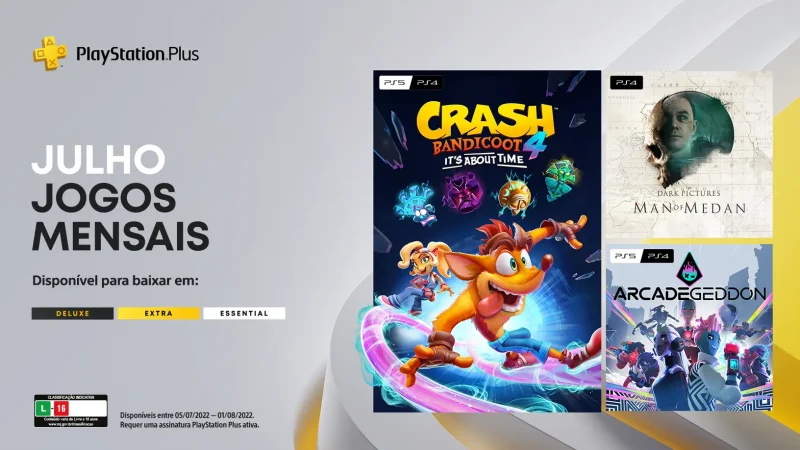 PlayStation.Plus
JULHO
JOGOS
MENSAIS
Disponível para baixar em:
DELUXE
EXTRA
ESSENTIAL
CLASSIFICAÇÃO INDICATIVA
L - 16
Disponíveis entre 05/07/2022 — 01/08/2022.
Requer uma assinatura PlayStation Plus ativa.
PS5 PS4
CRASH
BANDICOOT 4
IT'S ABOUT TIME
PS4
THE
DARK PICTURES
MAN OF MEDAN
PS5 PS4
ARCADEGEDDON